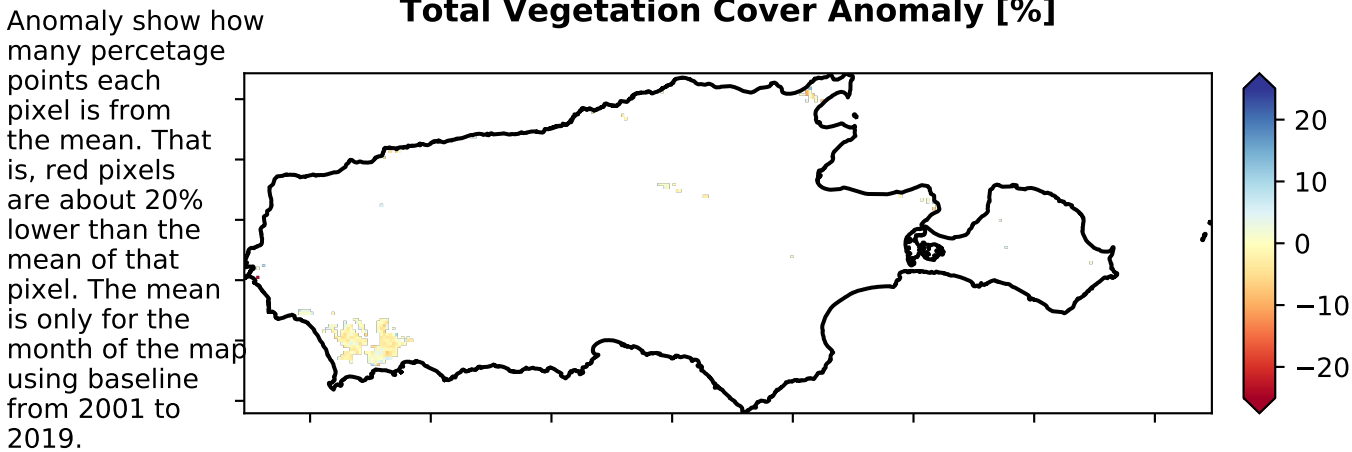 Total Vegetation Cover Anomaly [%]
Anomaly show how
many percetage
points each
pixel is from
the mean. That
is, red pixels
are about 20%
lower than the
mean of that
pixel. The mean
is only for the
month of the map
using baseline
from 2001 to
2019.
20
10
0
−10
−20